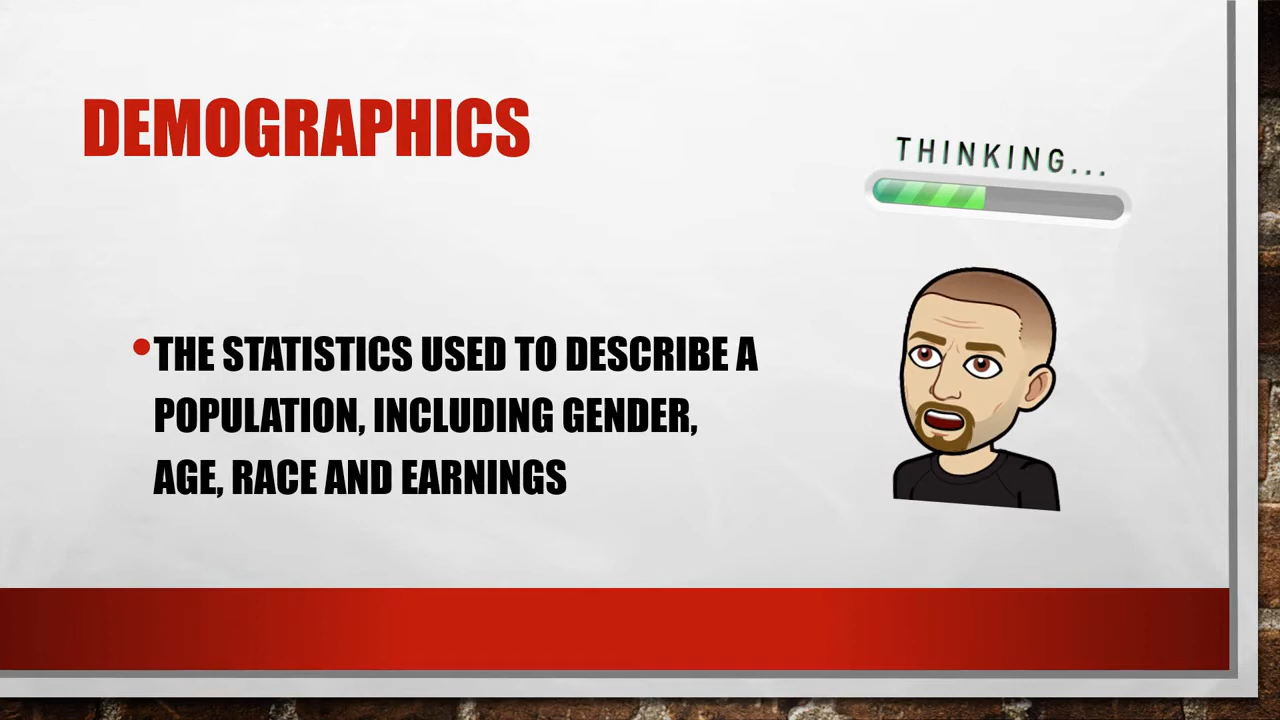 DEMOGRAPHICS
THINKING...
•THE STATISTICS USED TO DESCRIBE A
POPULATION, INCLUDING GENDER,
AGE, RACE AND EARNINGS